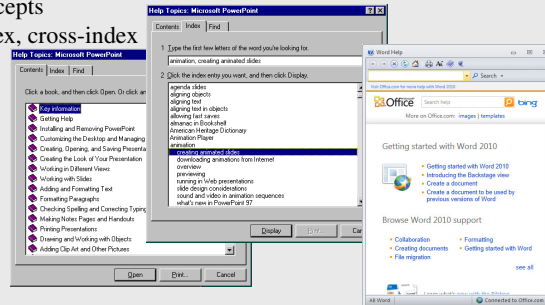 cepts
ex, cross-index
Help Topics: Microsoft PowerPoint
Contents
Index
Find
Click a book, and then click Open. Or click an
Key information
Getting Help
Installing and Removing PowerPoint
Customizing the Desktop and Managing
Creating, Opening, and Saving Presenta
Creating the Look of Your Presentation
Working in Different Views
Working with Slides
Adding and Formatting Text
Formatting Paragraphs
Checking Spelling and Correcting Typing
Making Notes Pages and Handouts
Printing Presentations
Drawing and Working with Objects
Adding Clip Art and Other Pictures
Open
Print...
Cancel
Help Topics: Microsoft PowerPoint
Contents
Index
Find
1 Type the first few letters of the word you're looking for.
animation, creating animated slides
2 Click the index entry you want, and then click Display.
agenda slides
aligning objects
aligning text
aligning text in objects
allowing fast saves
almanac in Bookshelf
American Heritage Dictionary
Animation Player
animation
creating animated slides
downloading animations from Internet
overview
previewing
running in Web presentations
slide design considerations
sound and video in animation sequences
what's new in PowerPoint 97
Display
Print...
Can
Word Help
Search
Visit Office.com for more help with Word 2010
Office
Search help
bing
More on Office.com: images | templates
Getting started with Word 2010
Getting started with Word 2010
Introducing the Backstage view
Create a document
Create a document to be used by
previous versions of Word
Browse Word 2010 support
Collaboration
Formatting
Creating documents
Getting started with Word
File migration
see all
All Word
Connected to Office.com